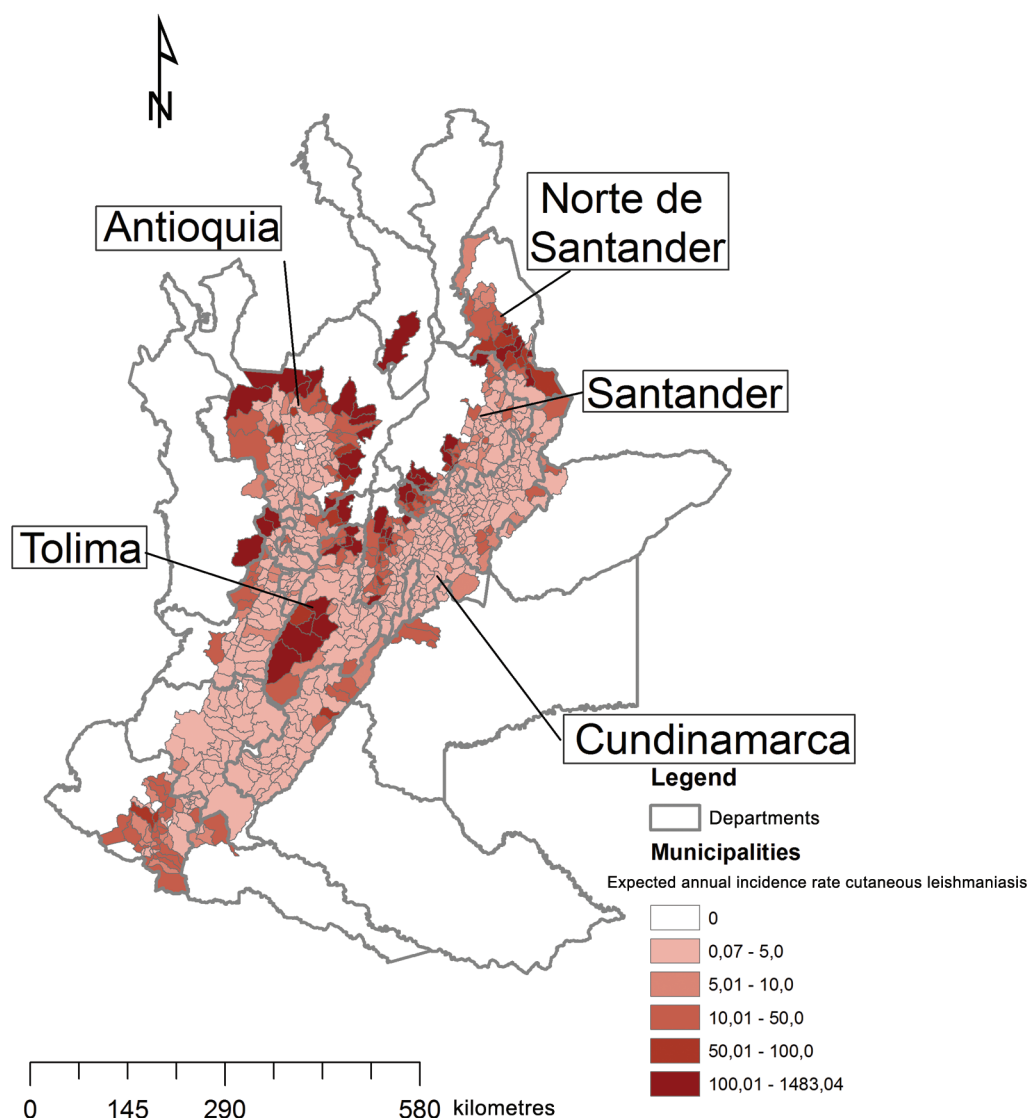 N
Norte de
Santander
Antioquia
Santander
Tolima
Cundinamarca
Legend
Departments
Municipalities
Expected annual incidence rate cutaneous leishmaniasis
0
0,07 - 5,0
5,01 - 10,0
10,01 - 50,0
50,01 - 100,0
100,01 - 1483,04
0 145 290 580 kilometres